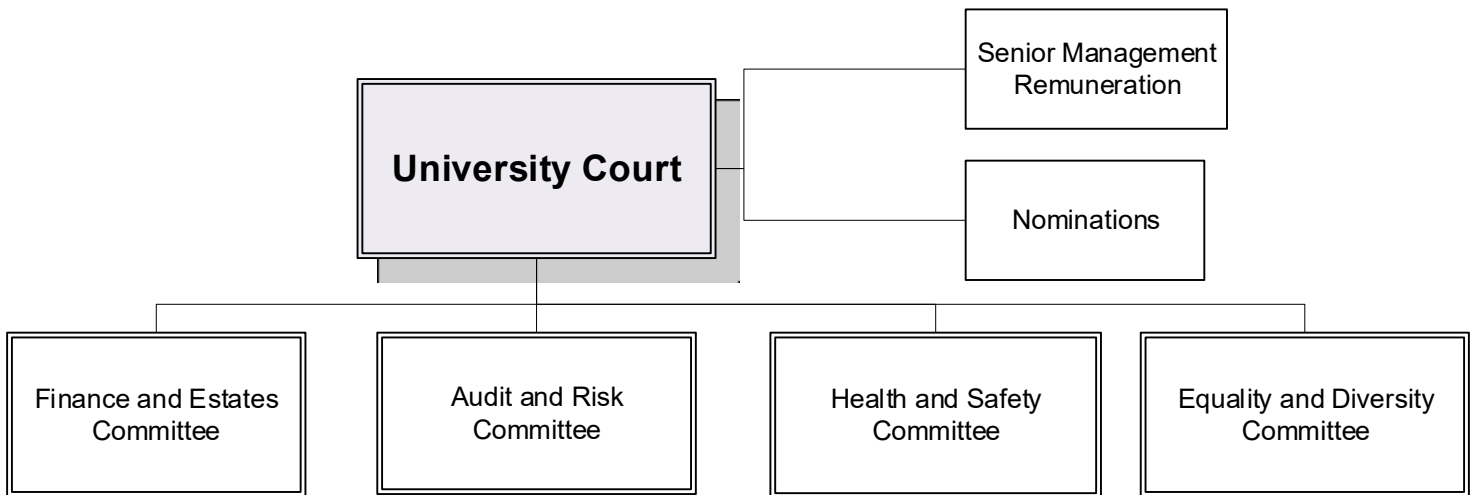 Senior Management
Remuneration
University Court
Nominations
Finance and Estates
Committee
Audit and Risk
Committee
Health and Safety
Committee
Equality and Diversity
Committee